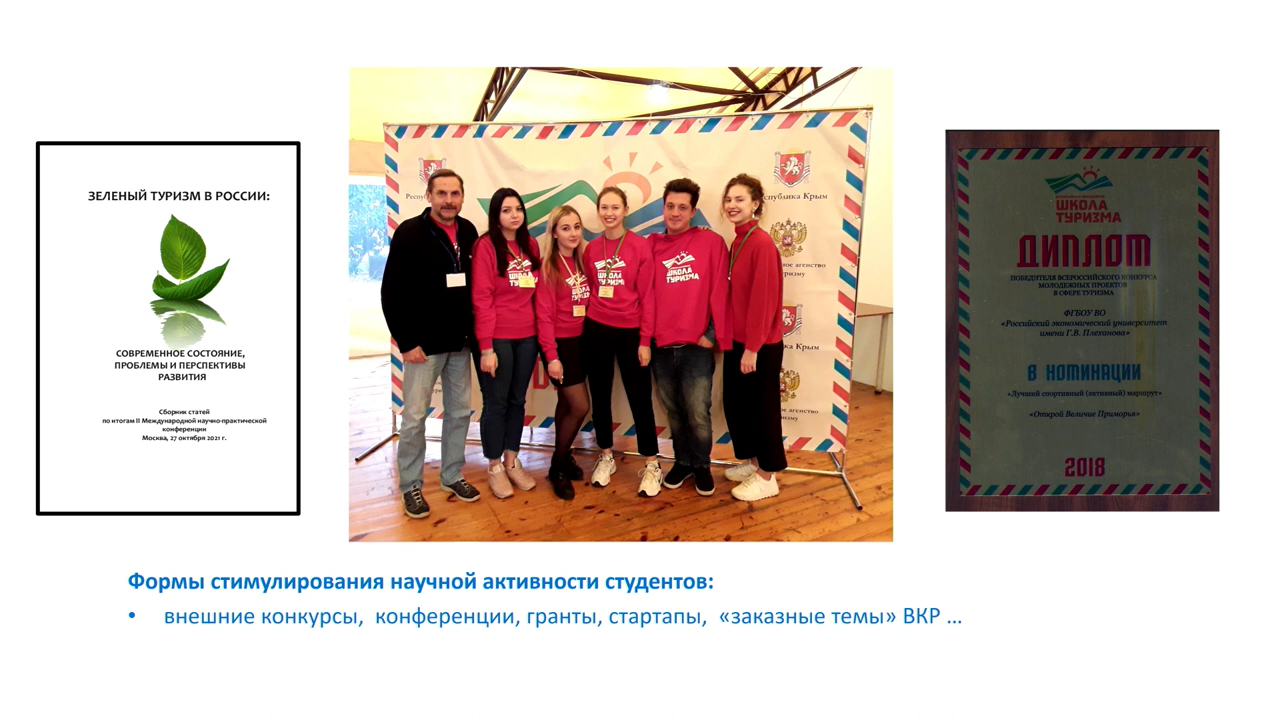 ЗЕЛЕНЫЙ ТУРИЗМ В РОССИИ:
СОВРЕМЕННОЕ СОСТОЯНИЕ,
ПРОБЛЕМЫ И ПЕРСПЕКТИВЫ
РАЗВИТИЯ
Сборник статей
по итогам II Международной научно-практической
конференции
Москва, 27 октября 2021 г.
Республика Крым
ШКОЛА
ТУРИЗМА
ШКОЛА
ТУРИЗМА
ШКОЛА
ТУРИЗМА
ШКОЛА
ТУРИЗМА
ШКОЛА
ТУРИЗМА
ДИПЛОМ
ПОБЕДИТЕЛЯ ВСЕРОССИЙСКОГО КОНКУРСА
МОЛОДЕЖНЫХ ПРОЕКТОВ
В СФЕРЕ ТУРИЗМА
ФГБОУ ВО
«Российский экономический университет
имени Г.В. Плеханова»
В НОМИНАЦИИ
«Лучший спортивный (активный) маршрут»
«Открой Величие Приморья»
2018
Формы стимулирования научной активности студентов:
• внешние конкурсы, конференции, гранты, стартапы, «заказные темы» ВКР ...